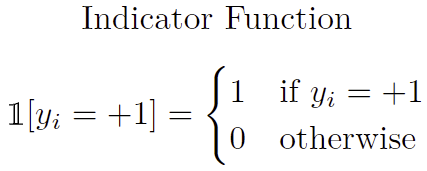 Indicator Function
𝟙[yᵢ = +1] = { 1 if yᵢ = +1
0 otherwise